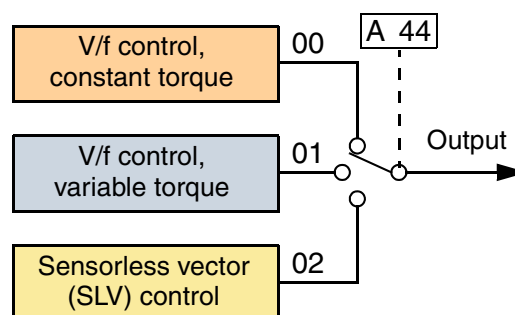 V/f control,
constant torque
00
A 44
V/f control,
variable torque
01
Output
Sensorless vector
(SLV) control
02